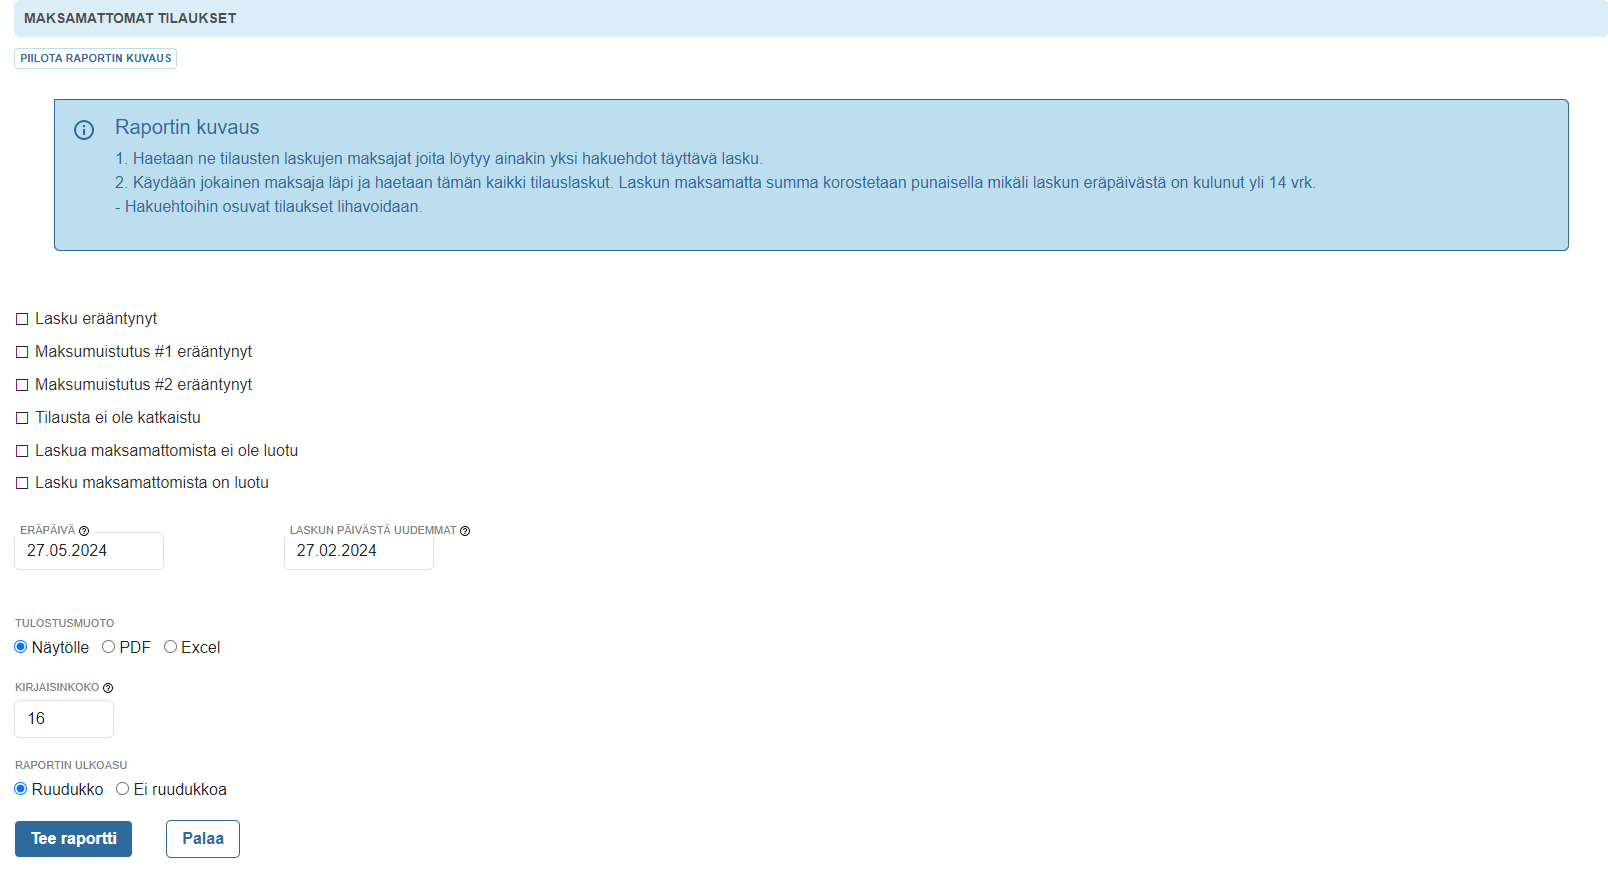 MAKSAMATTOMAT TILAUKSET
PIILOTA RAPORTIN KUVAUS
Raportin kuvaus
1. Haetaan ne tilausten laskujen maksajat joita löytyy ainakin yksi hakuehdot täyttävä lasku.
2. Käydään jokainen maksaja läpi ja haetaan tämän kaikki tilauslaskut. Laskun maksamatta summa korostetaan punaisella mikäli laskun eräpäivästä on kulunut yli 14 vrk.
- Hakuehtoihin osuvat tilaukset lihavoidaan.
Lasku erääntynyt
Maksumuistutus #1 erääntynyt
Maksumuistutus #2 erääntynyt
Tilausta ei ole katkaistu
Laskua maksamattomista ei ole luotu
Lasku maksamattomista on luotu
ERÄPÄIVÄ LASKUN PÄIVÄSTÄ UUDEMMAT
27.05.2024 27.02.2024
TULOSTUSMUOTO
Näytölle PDF Excel
KIRJAISINKOKO
16
RAPORTIN ULKOASU
Ruudukko Ei ruudukkoa
Tee raportti Palaa